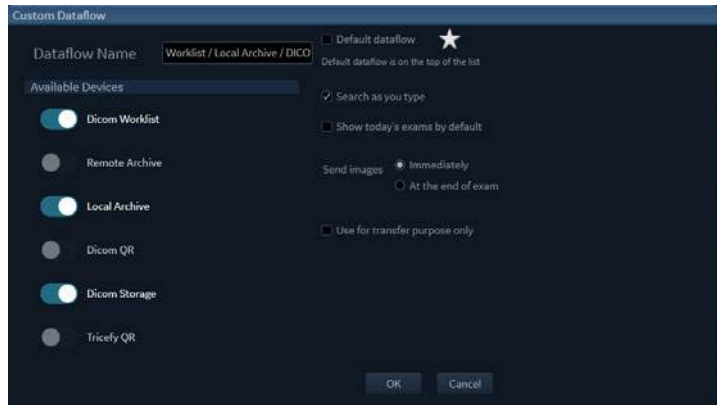 Custom Dataflow
Dataflow Name
Worklist / Local Archive / DICO
Default dataflow
Default dataflow is on the top of the list
Available Devices
Dicom Worklist
Remote Archive
Local Archive
Dicom QR
Dicom Storage
Tricefy QR
Search as you type
Show today's exams by default
Send images
Immediately
At the end of exam
Use for transfer purpose only
OK
Cancel